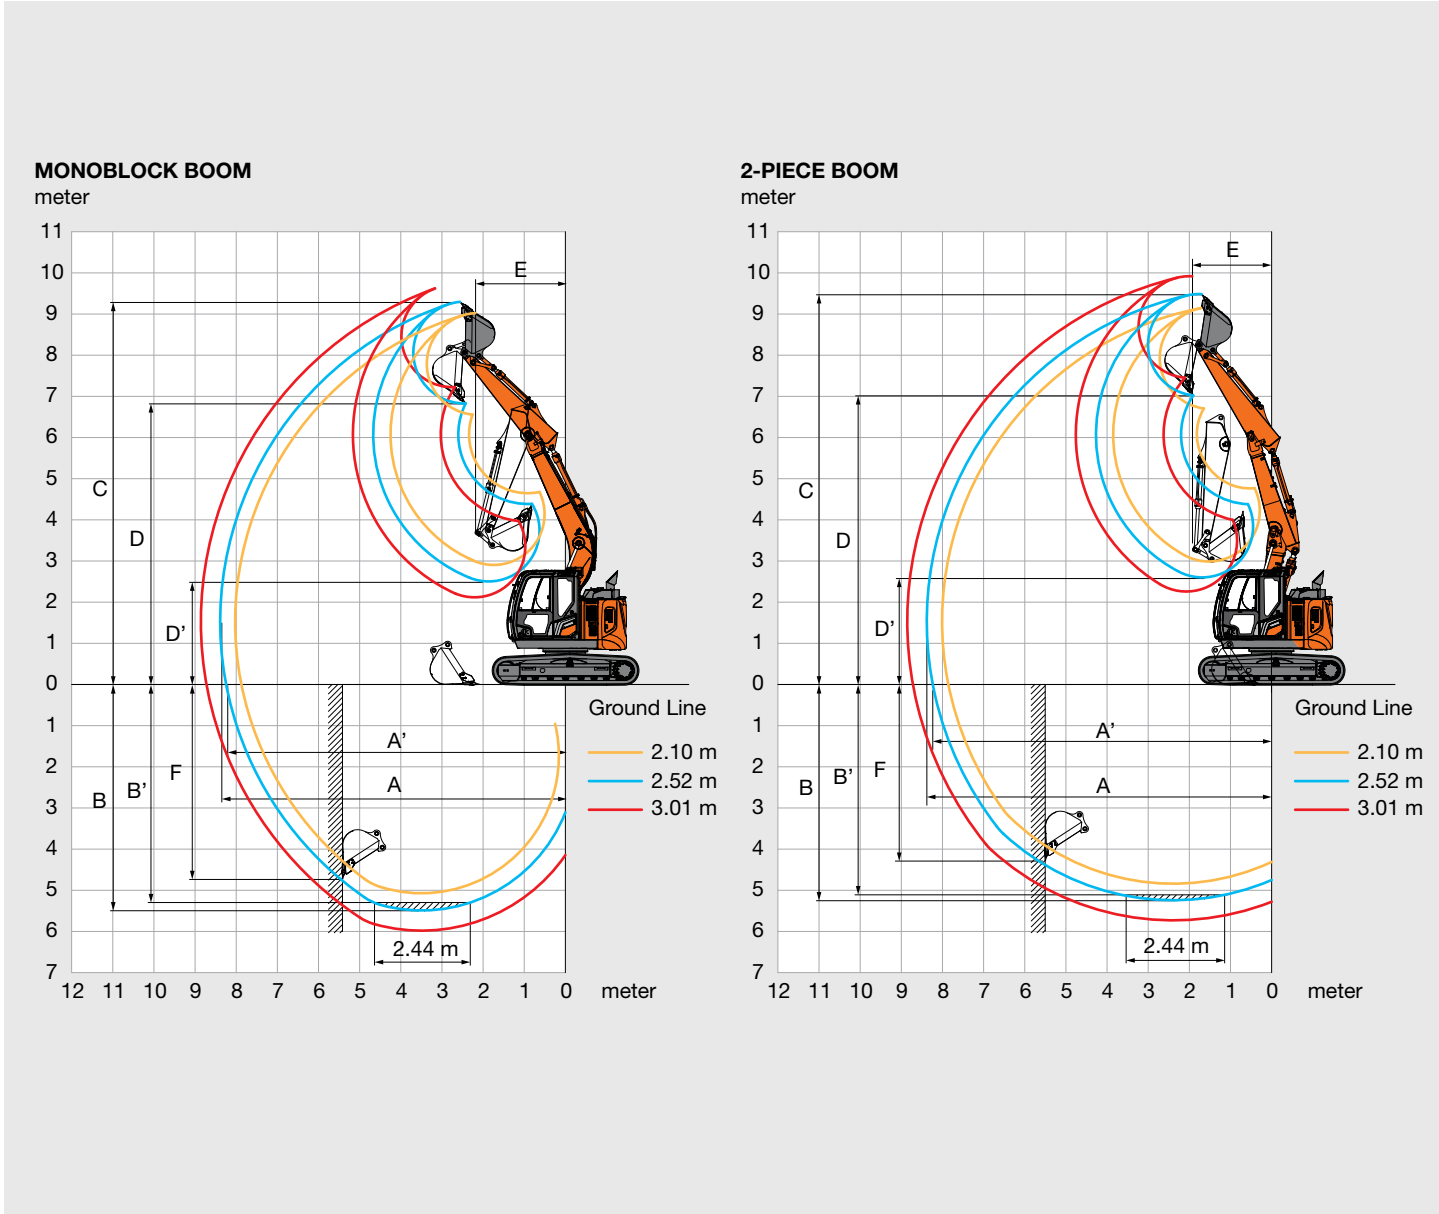 MONOBLOCK BOOM
meter
11
10
9
8
7
6
5
4
3
2
1
0
1
2
3
4
5
6
7
12 11 10 9 8 7 6 5 4 3 2 1 0 meter
E
C
D
D’
A’
F
B’
B
A
2.44 m
Ground Line
2.10 m
2.52 m
3.01 m
2-PIECE BOOM
meter
11
10
9
8
7
6
5
4
3
2
1
0
1
2
3
4
5
6
7
12 11 10 9 8 7 6 5 4 3 2 1 0 meter
E
C
D
D’
A’
F
B’
B
A
2.44 m
Ground Line
2.10 m
2.52 m
3.01 m